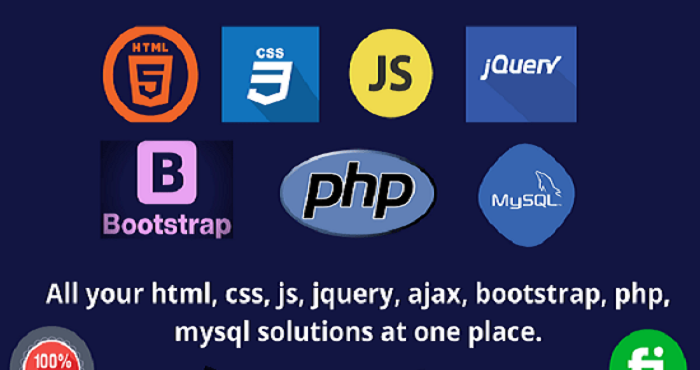 HTML
5
CSS
3
JS
jQuery
B
Bootstrap
php
MySQL
All your html, css, js, jquery, ajax, bootstrap, php,
mysql solutions at one place.
100%
fi